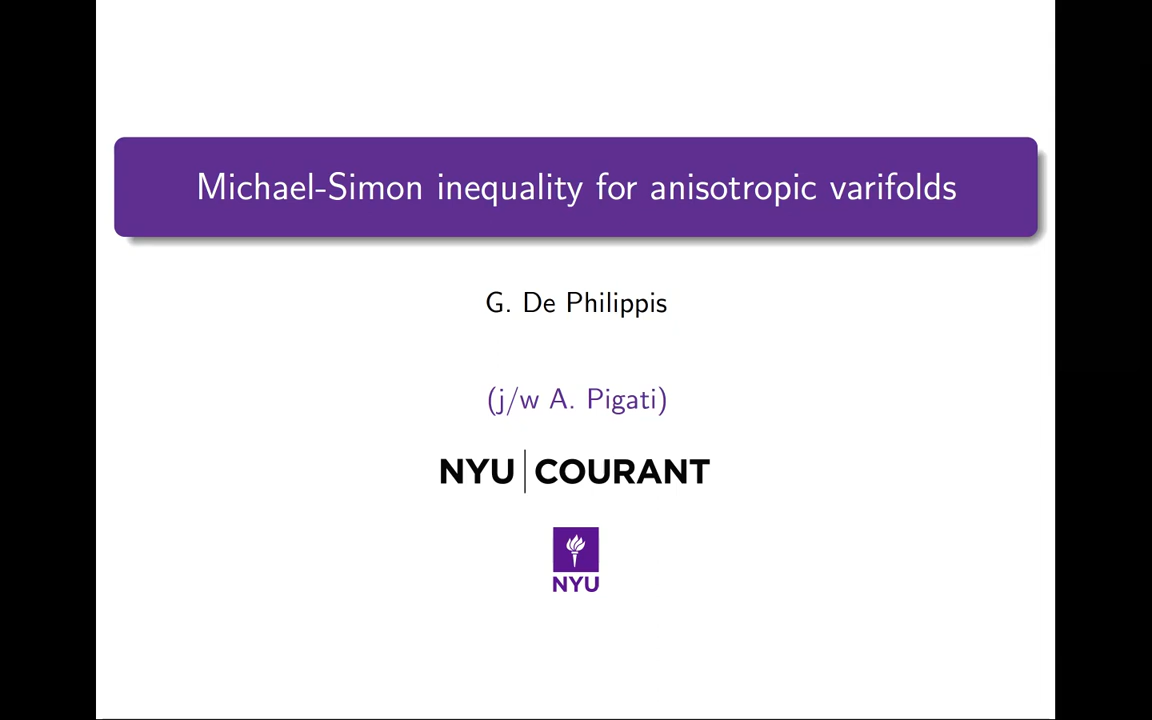 Michael-Simon inequality for anisotropic varifolds
G. De Philippis
(j/w A. Pigati)
NYU | COURANT
NYU